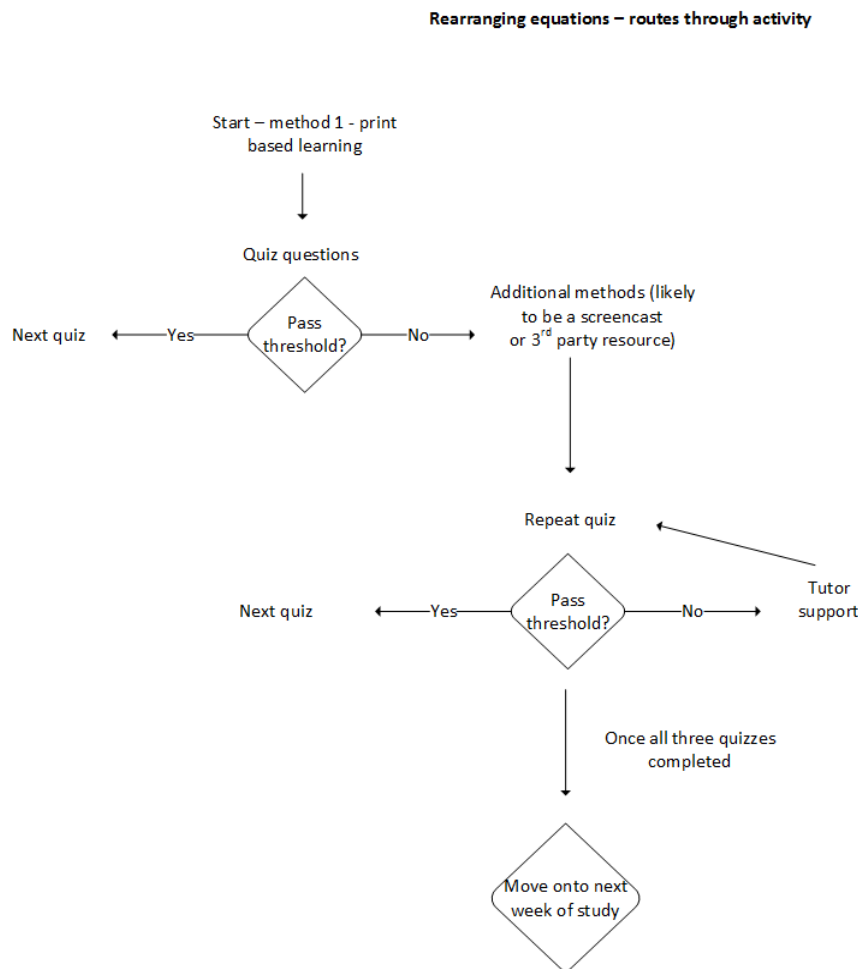 Rearranging equations – routes through activity
Start – method 1 - print
based learning
Quiz questions
Pass
threshold?
Yes
Next quiz
No
Additional methods (likely
to be a screencast
or 3rd party resource)
Repeat quiz
Pass
threshold?
Yes
Next quiz
No
Tutor
support
Once all three quizzes
completed
Move onto next
week of study